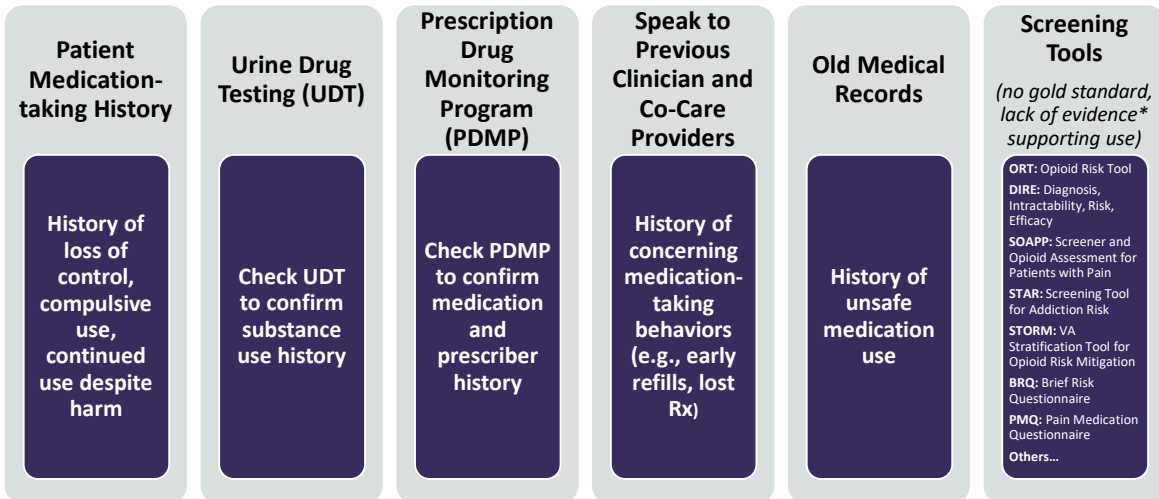 Patient
Medication-
taking History
History of
loss of
control,
compulsive
use,
continued
use despite
harm
Urine Drug
Testing (UDT)
Check UDT
to confirm
substance
use history
Prescription
Drug
Monitoring
Program
(PDMP)
Check PDMP
to confirm
medication
and
prescriber
history
Speak to
Previous
Clinician and
Co-Care
Providers
History of
concerning
medication-
taking
behaviors
(e.g., early
refills, lost
Rx)
Old Medical
Records
History of
unsafe
medication
use
Screening
Tools
(no gold standard,
lack of evidence*
supporting use)
ORT: Opioid Risk Tool
DIRE: Diagnosis,
Intractability, Risk,
Efficacy
SOAPP: Screener and
Opioid Assessment for
Patients with Pain
STAR: Screening Tool
for Addiction Risk
STORM: VA
Stratification Tool for
Opioid Risk Mitigation
BRQ: Brief Risk
Questionnaire
PMQ: Pain Medication
Questionnaire
Others...